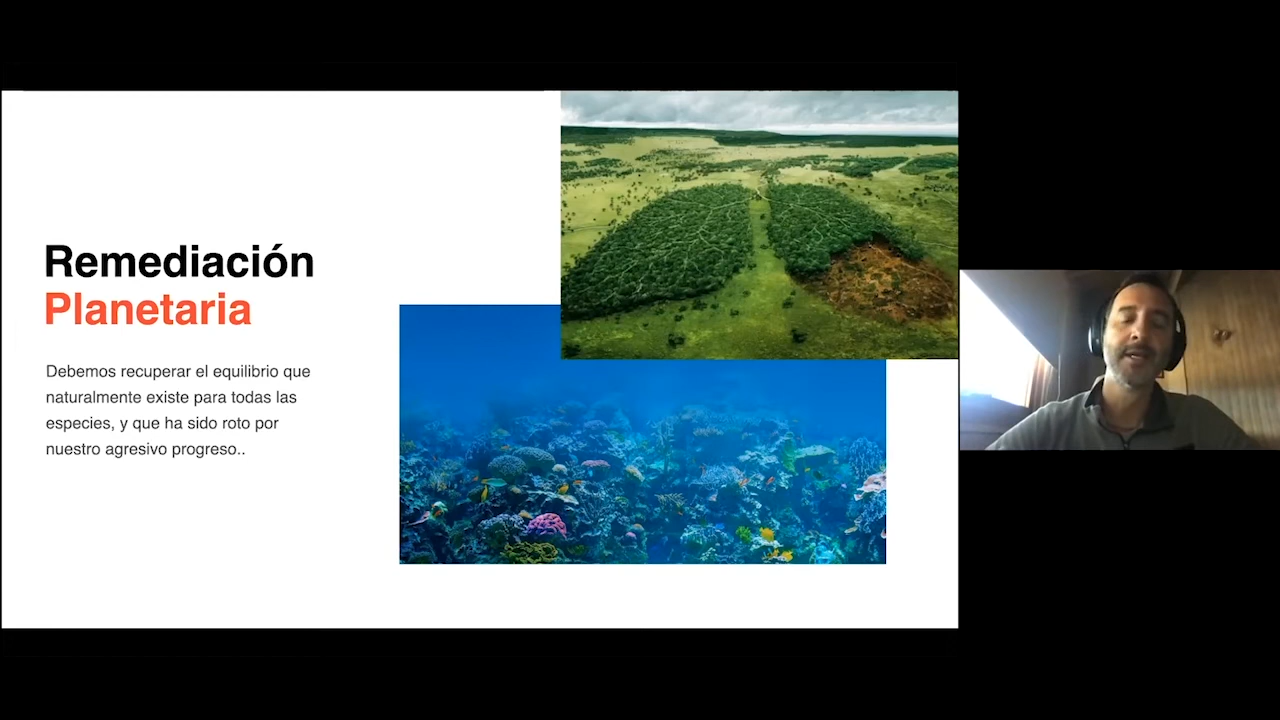 Remediación
Planetaria
Debemos recuperar el equilibrio que
naturalmente existe para todas las
especies, y que ha sido roto por
nuestro agresivo progreso..